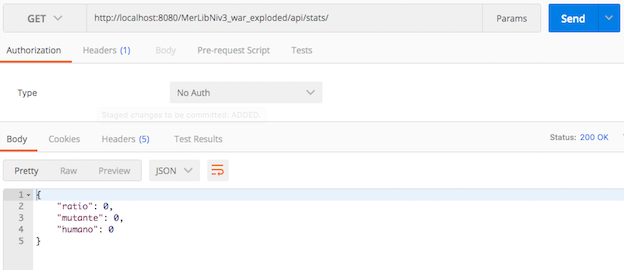 GET http://localhost:8080/MerLibNiv3_war_exploded/api/stats/ Params Send
Authorization Headers (1) Body Pre-request Script Tests
Type No Auth
Staged changes to be committed: ADDED.
Body Cookies Headers (5) Test Results Status: 200 OK
Pretty Raw Preview JSON
1 {
2 "ratio": 0,
3 "mutante": 0,
4 "humano": 0
5 }